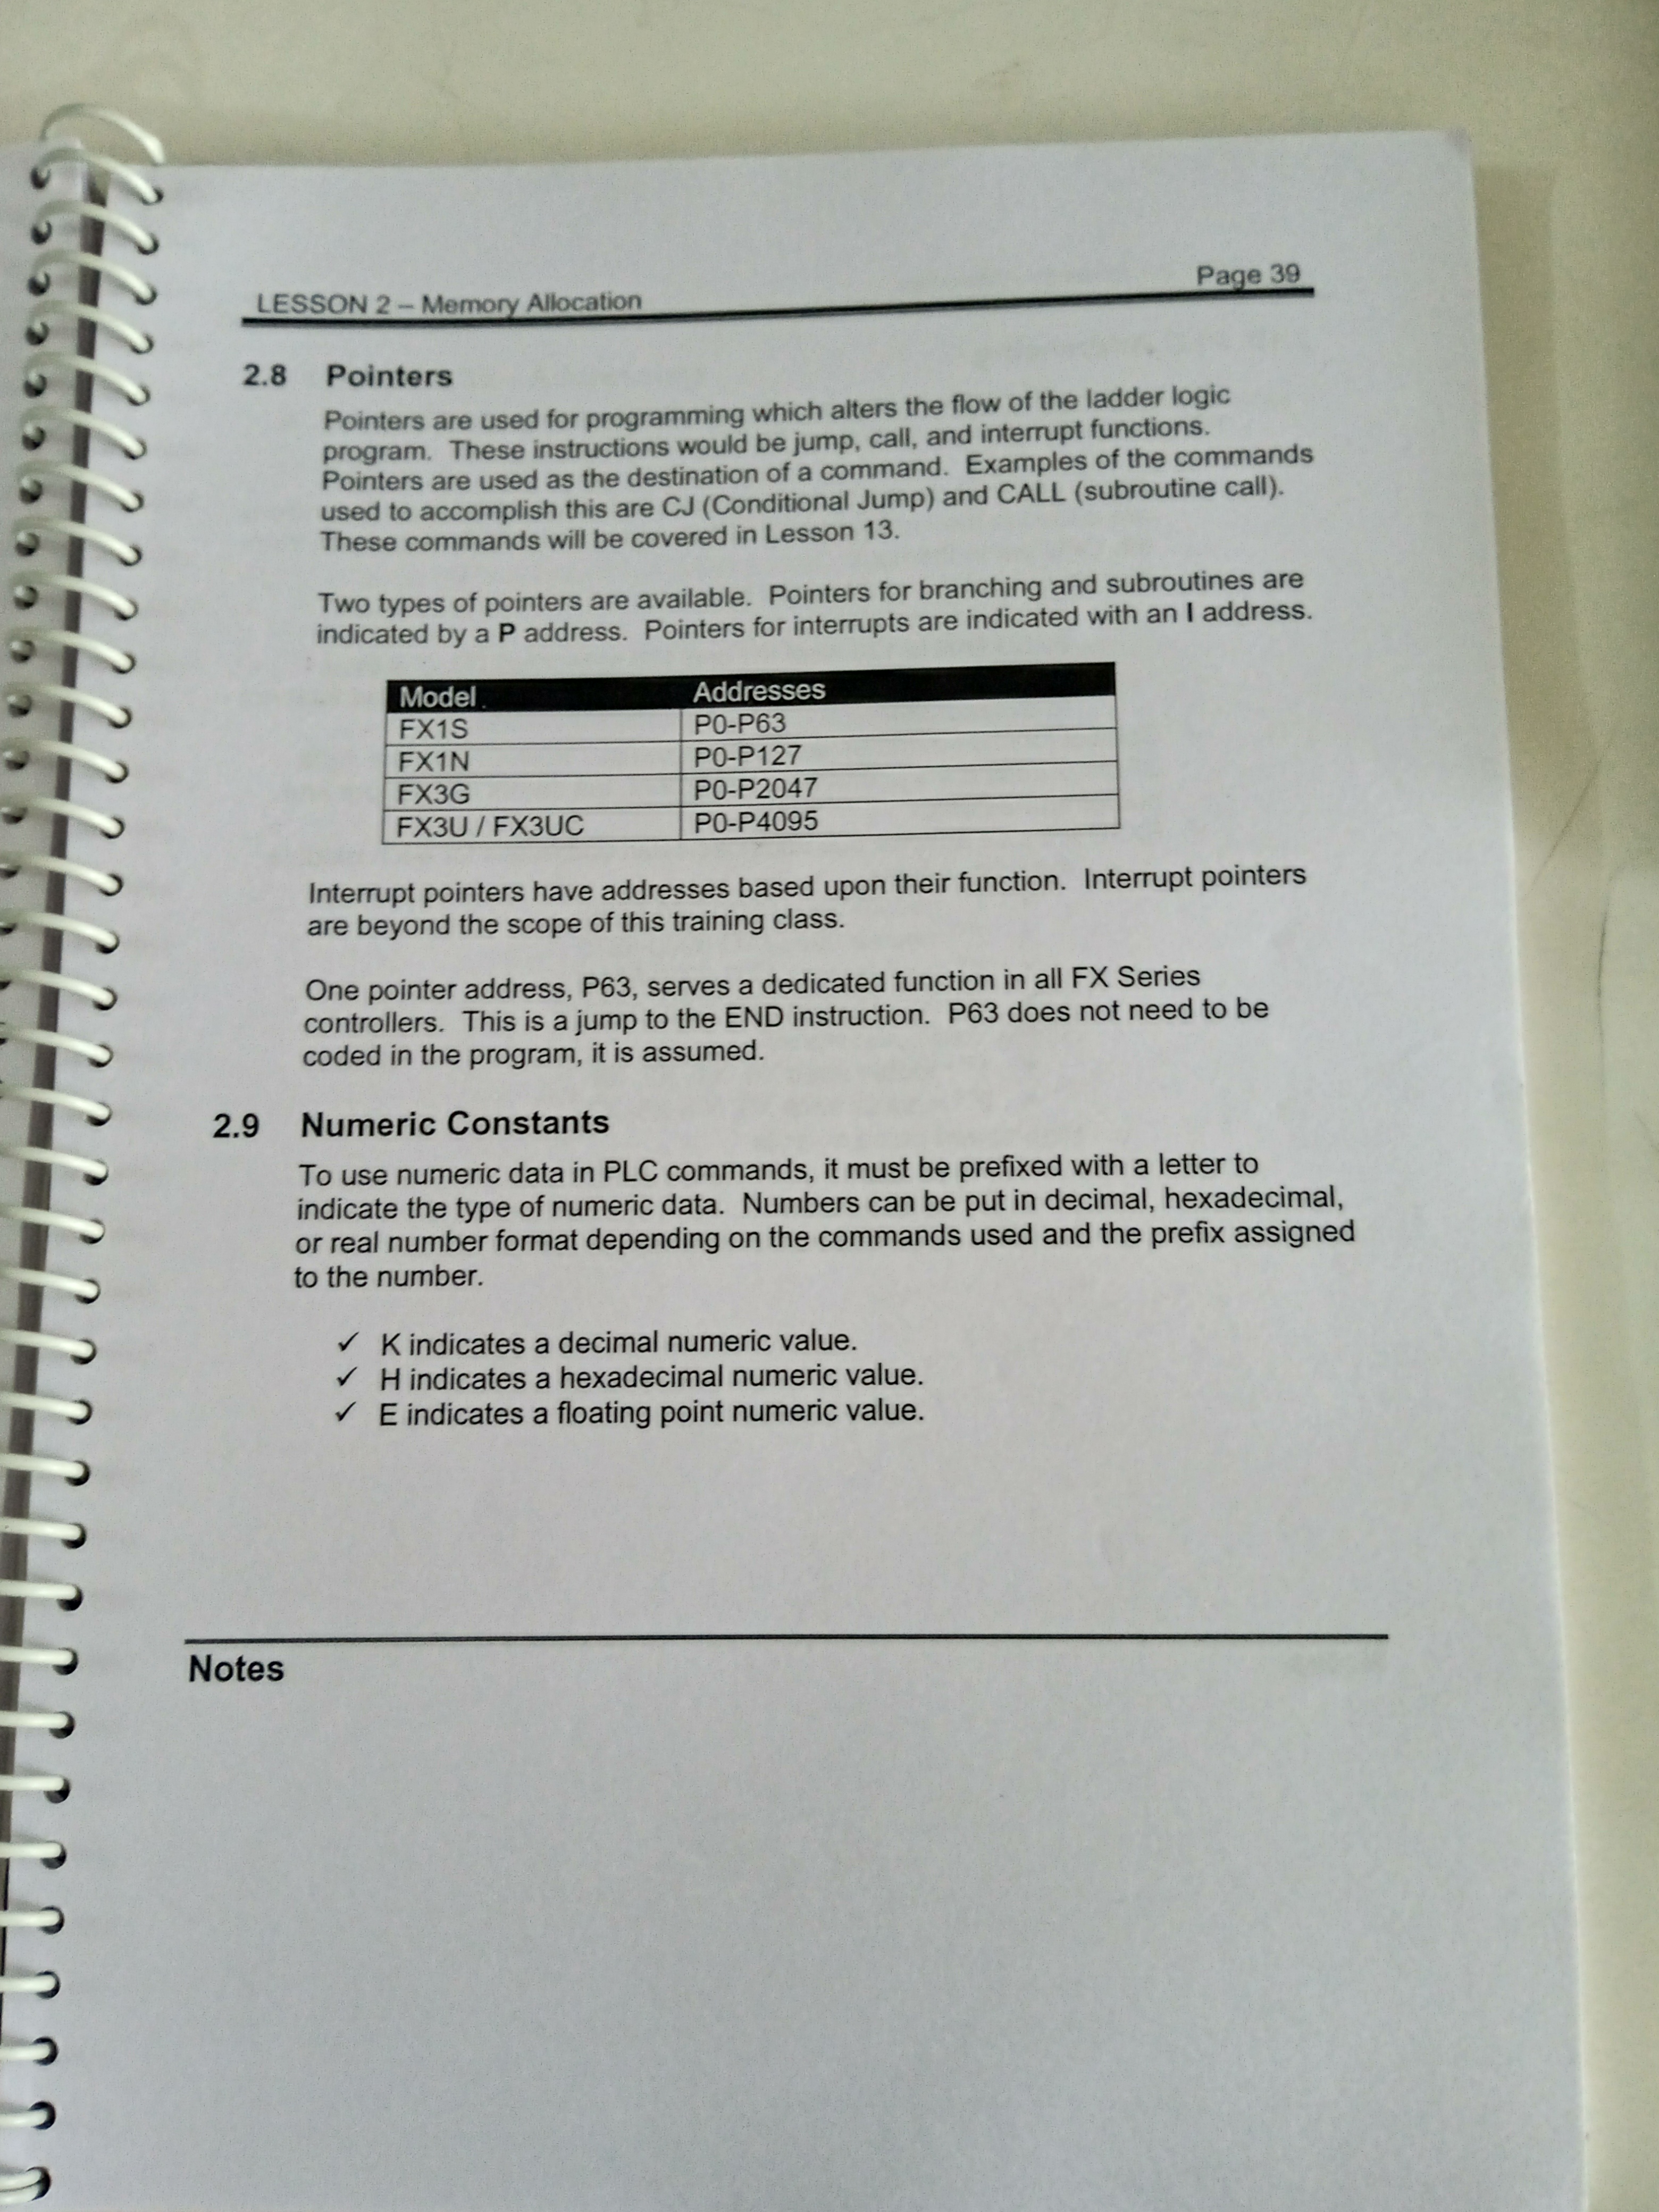 Page 39
LESSON 2 – Memory Allocation
2.8 Pointers
Pointers are used for programming which alters the flow of the ladder logic
program. These instructions would be jump, call, and interrupt functions.
Pointers are used as the destination of a command. Examples of the commands
used to accomplish this are CJ (Conditional Jump) and CALL (subroutine call).
These commands will be covered in Lesson 13.
Two types of pointers are available. Pointers for branching and subroutines are
indicated by a P address. Pointers for interrupts are indicated with an I address.
Model Addresses
FX1S P0-P63
FX1N P0-P127
FX3G P0-P2047
FX3U / FX3UC P0-P4095
Interrupt pointers have addresses based upon their function. Interrupt pointers
are beyond the scope of this training class.
One pointer address, P63, serves a dedicated function in all FX Series
controllers. This is a jump to the END instruction. P63 does not need to be
coded in the program, it is assumed.
2.9 Numeric Constants
To use numeric data in PLC commands, it must be prefixed with a letter to
indicate the type of numeric data. Numbers can be put in decimal, hexadecimal,
or real number format depending on the commands used and the prefix assigned
to the number.
✓ K indicates a decimal numeric value.
✓ H indicates a hexadecimal numeric value.
✓ E indicates a floating point numeric value.
Notes